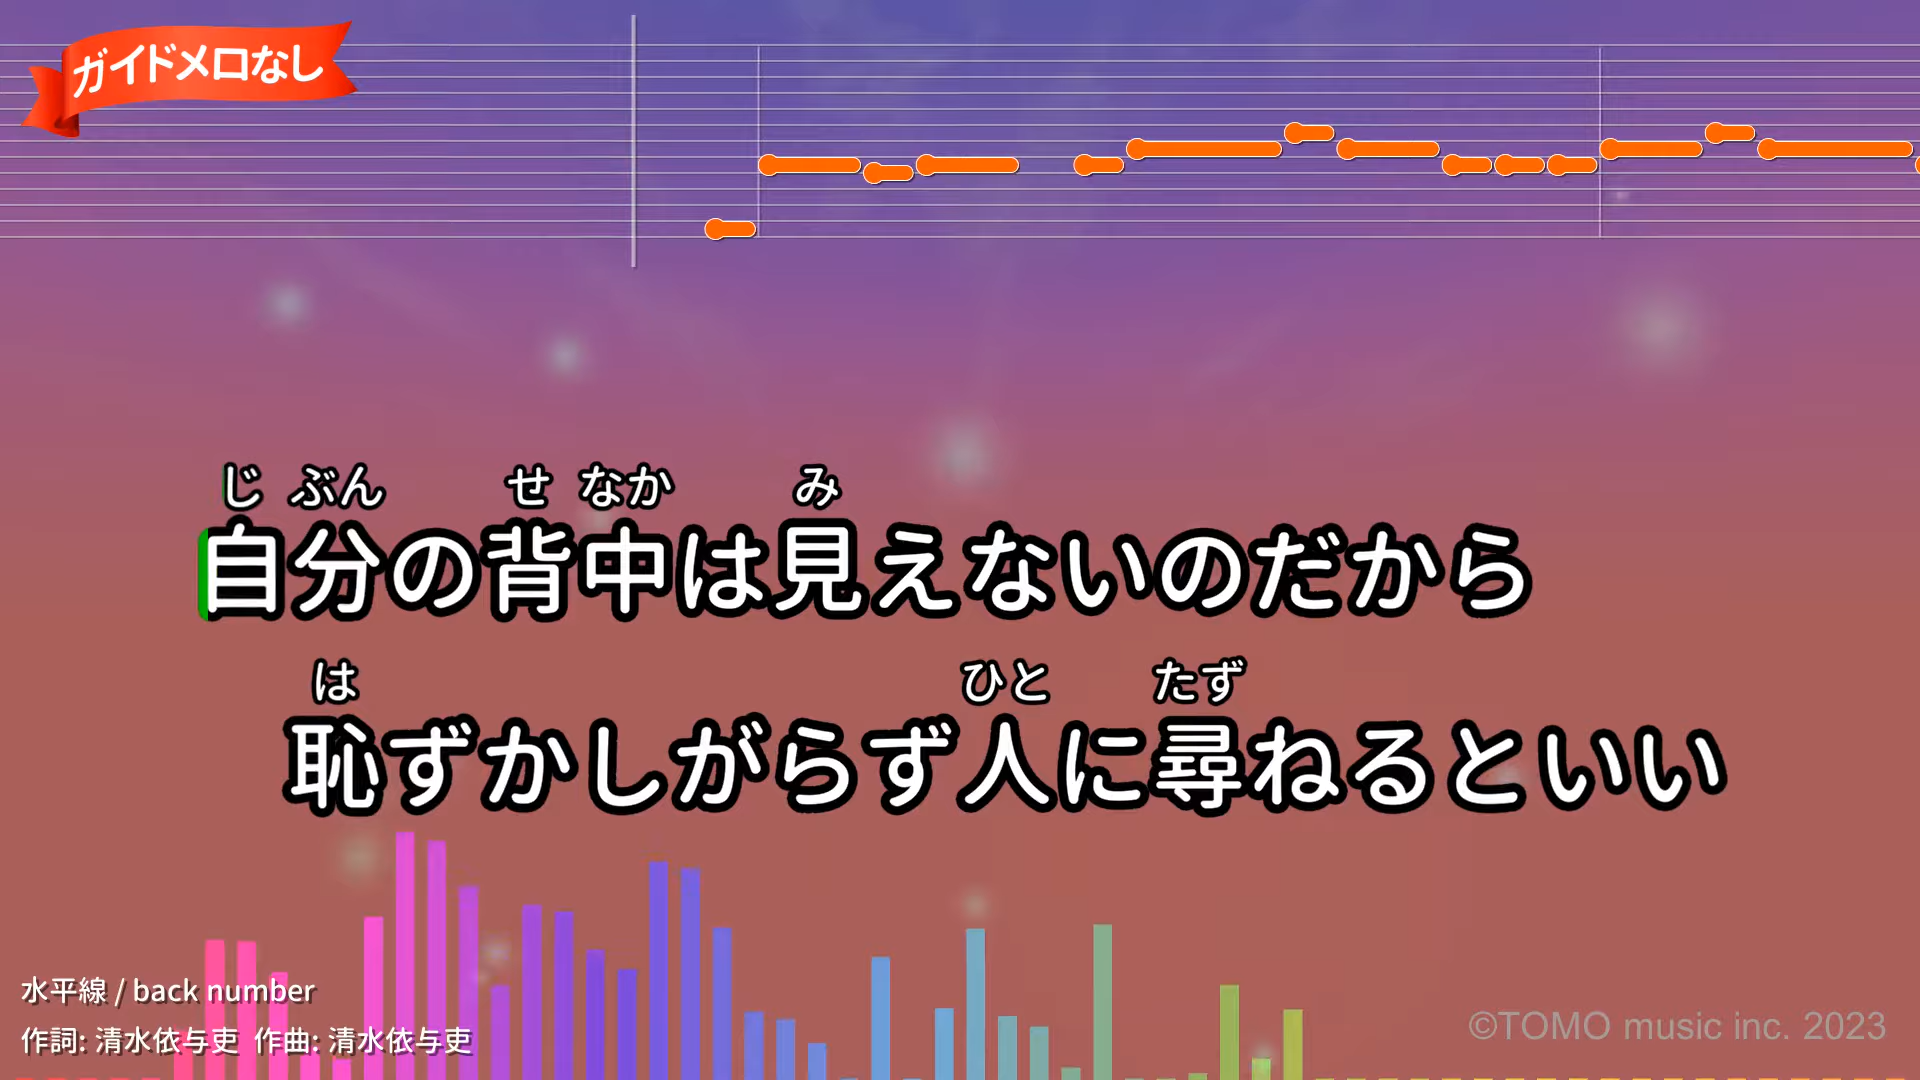 ガイドメロなし
じ ぶん せ なか み
自分の背中は見えないのだから
は ひと たず
恥ずかしがらず人に尋ねるといい
水平線 / back number
作詞: 清水依与吏 作曲: 清水依与吏
©TOMO music inc. 2023